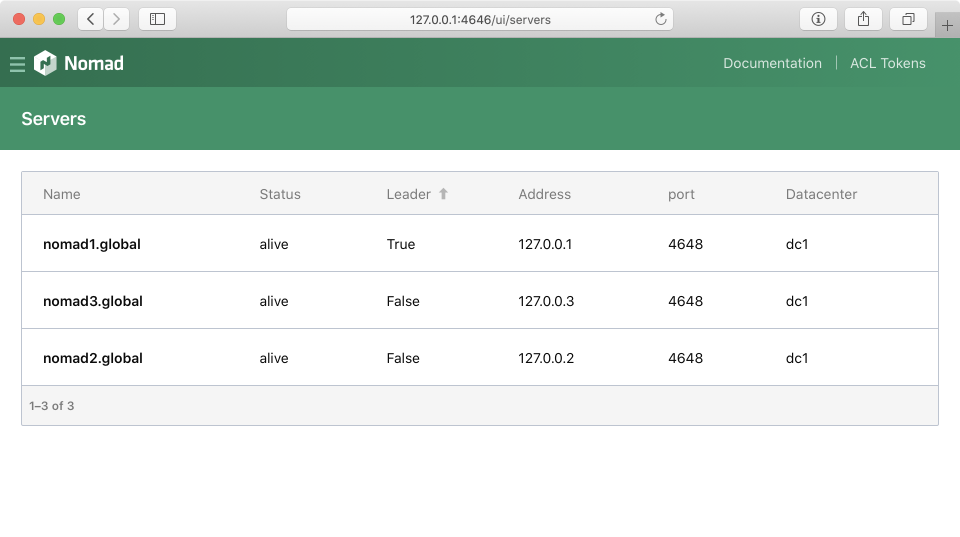 127.0.0.1:4646/ui/servers
Nomad
Documentation | ACL Tokens
Servers
Name Status Leader Address port Datacenter
nomad1.global alive True 127.0.0.1 4648 dc1
nomad3.global alive False 127.0.0.3 4648 dc1
nomad2.global alive False 127.0.0.2 4648 dc1
1–3 of 3